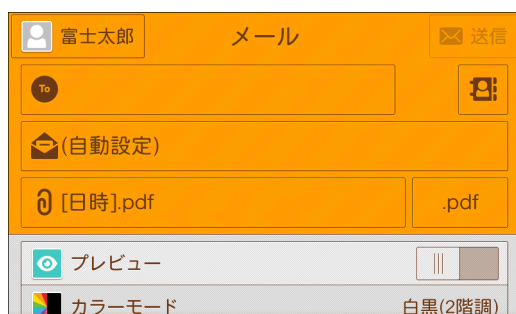 富士太郎 メール 送信
To
(自動設定)
[日時].pdf .pdf
プレビュー
カラーモード 白黒(2階調)